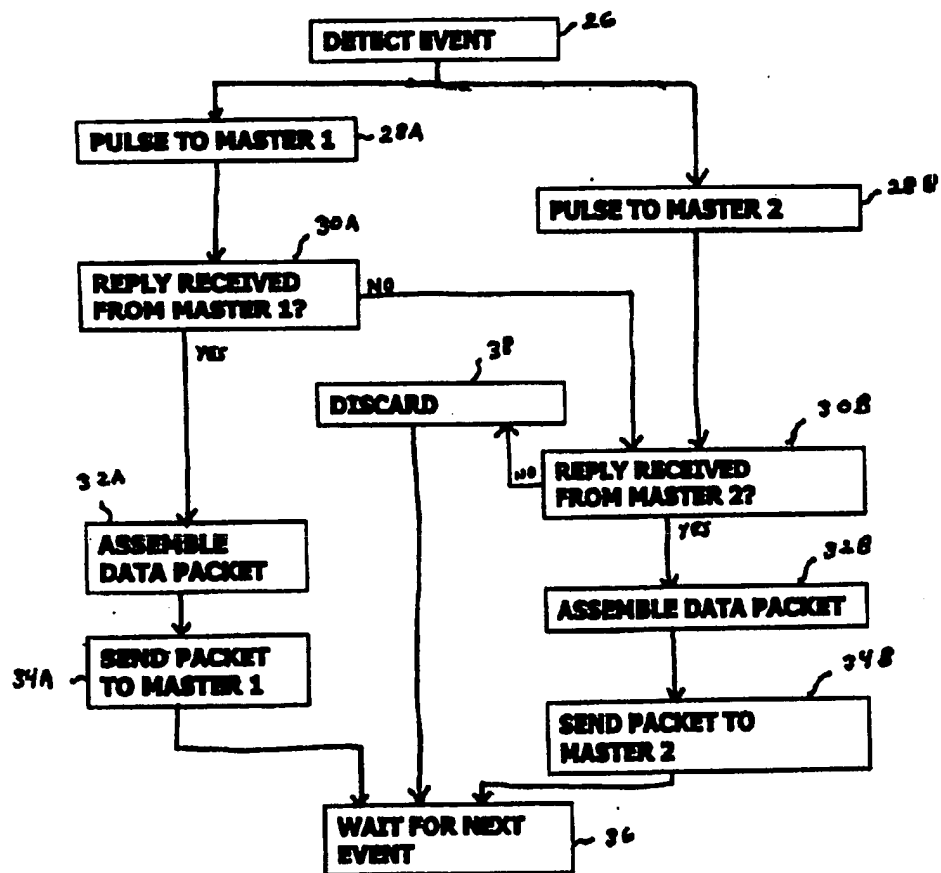 DETECT EVENT
26
PULSE TO MASTER 1
28A
PULSE TO MASTER 2
28B
30A
REPLY RECEIVED
FROM MASTER 1?
NO
YES
38
DISCARD
30B
REPLY RECEIVED
FROM MASTER 2?
NO
YES
32A
ASSEMBLE
DATA PACKET
32B
ASSEMBLE DATA PACKET
34A
SEND PACKET
TO MASTER 1
34B
SEND PACKET TO
MASTER 2
WAIT FOR NEXT
EVENT
36